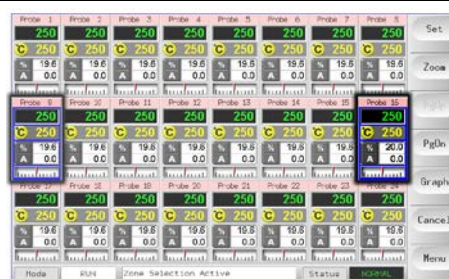 Probe 1 Probe 2 Probe 3 Probe 4 Probe 5 Probe 6 Probe 7 Probe 8
250 250 250 250 250 250 250 250
°C 250 °C 250 °C 250 °C 250 °C 250 °C 250 °C 250 °C 250
% 19.6 % 19.6 % 19.6 % 19.6 % 19.6 % 19.6 % 19.6 % 19.6
A 0.0 A 0.0 A 0.0 A 0.0 A 0.0 A 0.0 A 0.0 A 0.0
Probe 9 Probe 10 Probe 11 Probe 12 Probe 13 Probe 14 Probe 15 Probe 16
250 250 250 250 250 250 250 250
°C 250 °C 250 °C 250 °C 250 °C 250 °C 250 °C 250 °C 250
% 19.6 % 19.6 % 19.6 % 19.6 % 19.6 % 19.6 % 19.6 % 20.0
A 0.0 A 0.0 A 0.0 A 0.0 A 0.0 A 0.0 A 0.0 A 0.0
Probe 17 Probe 18 Probe 19 Probe 20 Probe 21 Probe 22 Probe 23
250 250 250 250 250 250 250 250
°C 250 °C 250 °C 250 °C 250 °C 250 °C 250 °C 250 °C 250
% 19.6 % 19.6 % 19.6 % 19.6 % 19.6 % 19.6 % 19.6 % 19.6
A 0.0 A 0.0 A 0.0 A 0.0 A 0.0 A 0.0 A 0.0 A 0.0
Mode RUN Zone Selection Active Status NORMAL
Set
Zoom
PgDn
Graph
Cancel
Menu